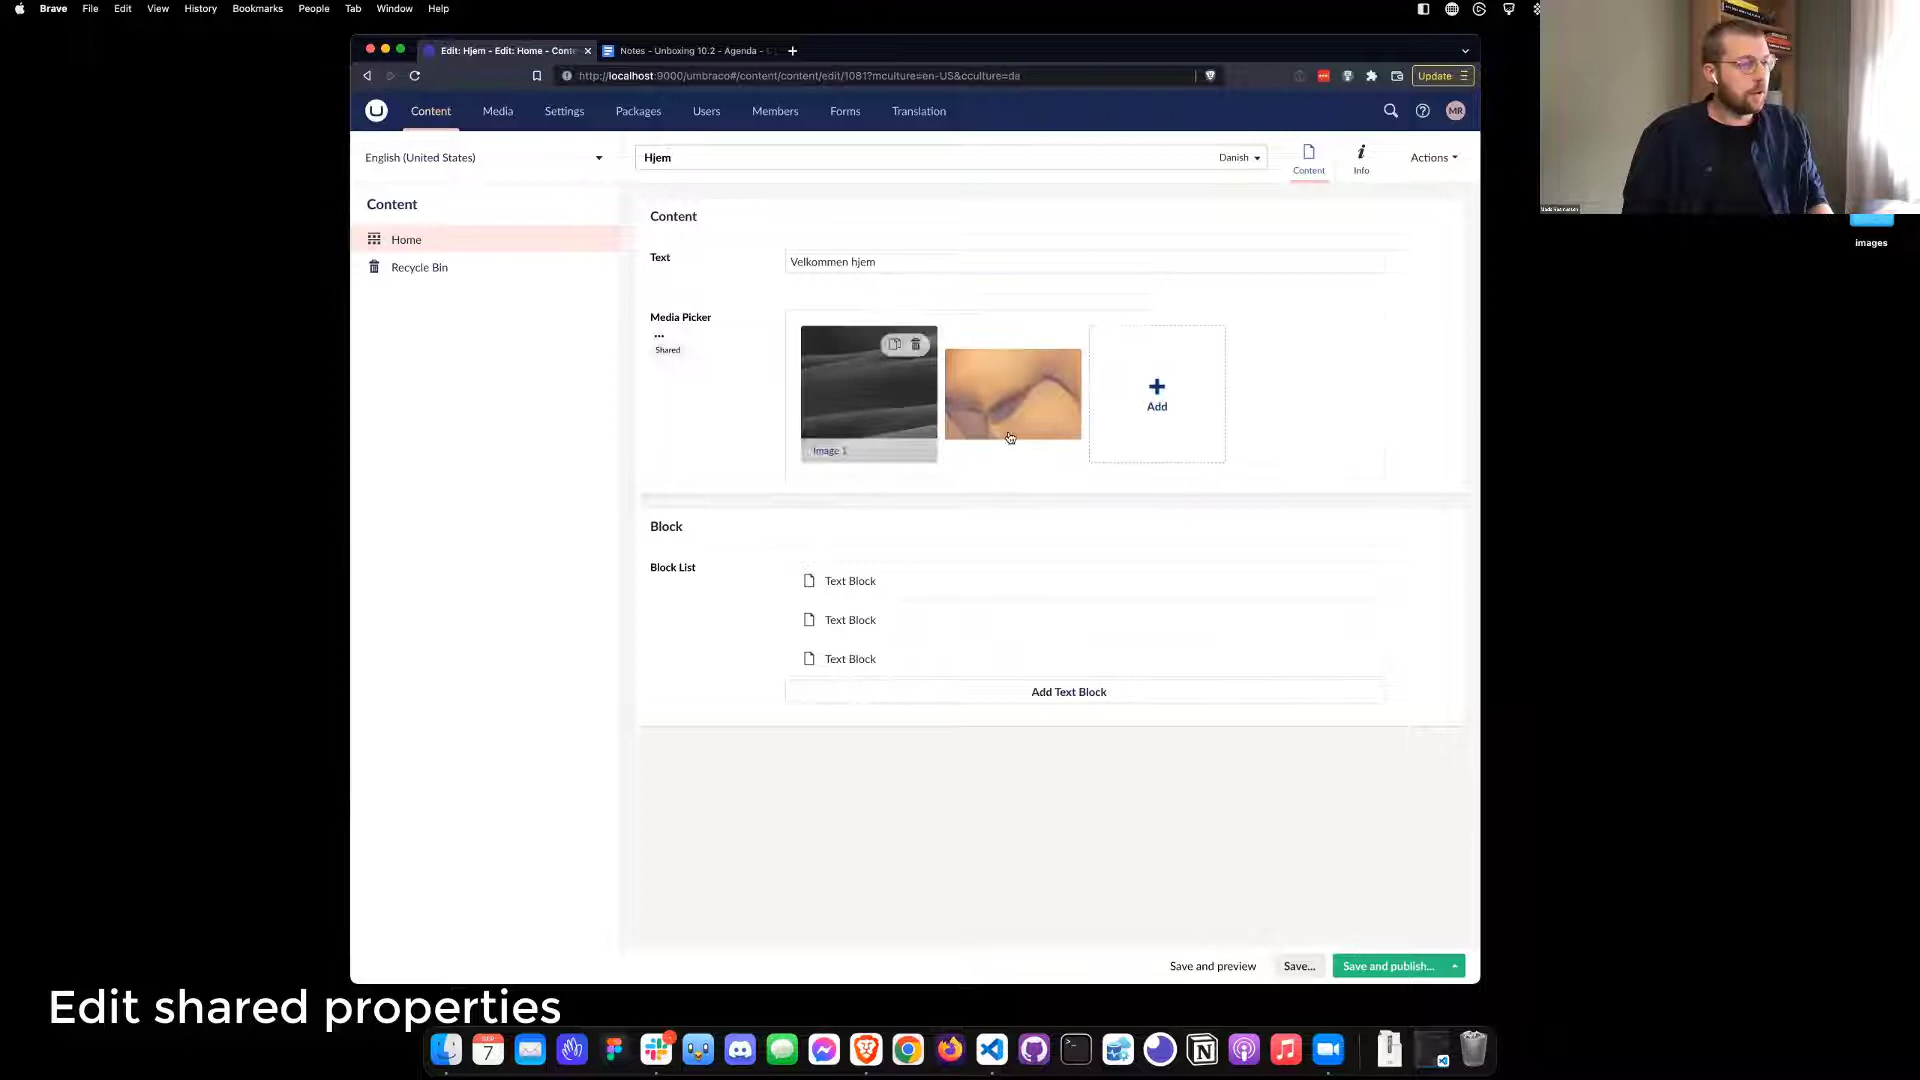 Brave File Edit View History Bookmarks People Tab Window Help
Edit: Hjem - Edit: Home - Conte
Notes - Unboxing 10.2 - Agenda -
http://localhost:9000/umbraco#/content/content/edit/1081?mculture=en-US&cculture=da
Update
Content Media Settings Packages Users Members Forms Translation
MR
English (United States)
Hjem
Danish
Content
Info
Actions
Content
Home
Recycle Bin
Content
Text
Velkommen hjem
Media Picker
...
Shared
Image 1
+
Add
Block
Block List
Text Block
Text Block
Text Block
Add Text Block
Save and preview
Save...
Save and publish...
images
Edit shared properties
SEP
7